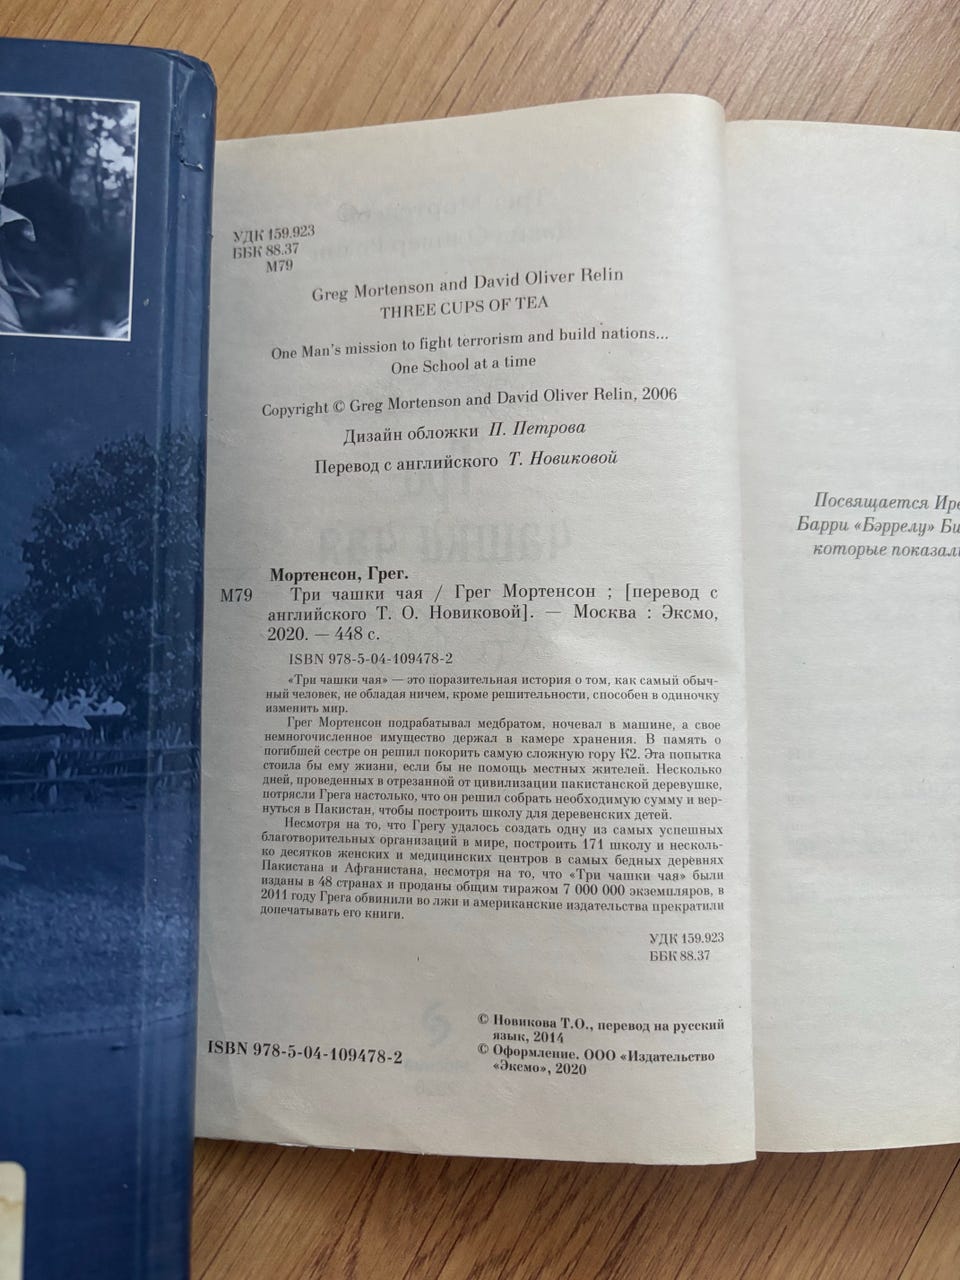 УДК 159.923
ББК 88.37
М79
Greg Mortenson and David Oliver Relin
THREE CUPS OF TEA
One Man's mission to fight terrorism and build nations...
One School at a time
Copyright © Greg Mortenson and David Oliver Relin, 2006
Дизайн обложки П. Петрова
Перевод с английского Т. Новиковой
Мортенсон, Грег.
М79 Три чашки чая / Грег Мортенсон ; [перевод с
английского Т. О. Новиковой]. — Москва : Эксмо,
2020. — 448 с.
ISBN 978-5-04-109478-2
«Три чашки чая» — это поразительная история о том, как самый обыч-
ный человек, не обладая ничем, кроме решительности, способен в одиночку
изменить мир.
Грег Мортенсон подрабатывал медбратом, ночевал в машине, а свое
немногочисленное имущество держал в камере хранения. В память о
погибшей сестре он решил покорить самую сложную гору К2. Эта попытка
стоила бы ему жизни, если бы не помощь местных жителей. Несколько
дней, проведенных в отрезанной от цивилизации пакистанской деревушке,
потрясли Грега настолько, что он решил собрать необходимую сумму и вер-
нуться в Пакистан, чтобы построить школу для деревенских детей.
Несмотря на то, что Грегу удалось создать одну из самых успешных
благотворительных организаций в мире, построить 171 школу и несколь-
ко десятков женских и медицинских центров в самых бедных деревнях
Пакистана и Афганистана, несмотря на то, что «Три чашки чая» были
изданы в 48 странах и проданы общим тиражом 7 000 000 экземпляров, в
2011 году Грега обвинили во лжи и американские издательства прекратили
допечатывать его книги.
УДК 159.923
ББК 88.37
ISBN 978-5-04-109478-2
© Новикова Т.О., перевод на русский
язык, 2014
© Оформление. ООО «Издательство
«Эксмо», 2020
Посвящается Ире
Барри «Бэррелу» Би
которые показали